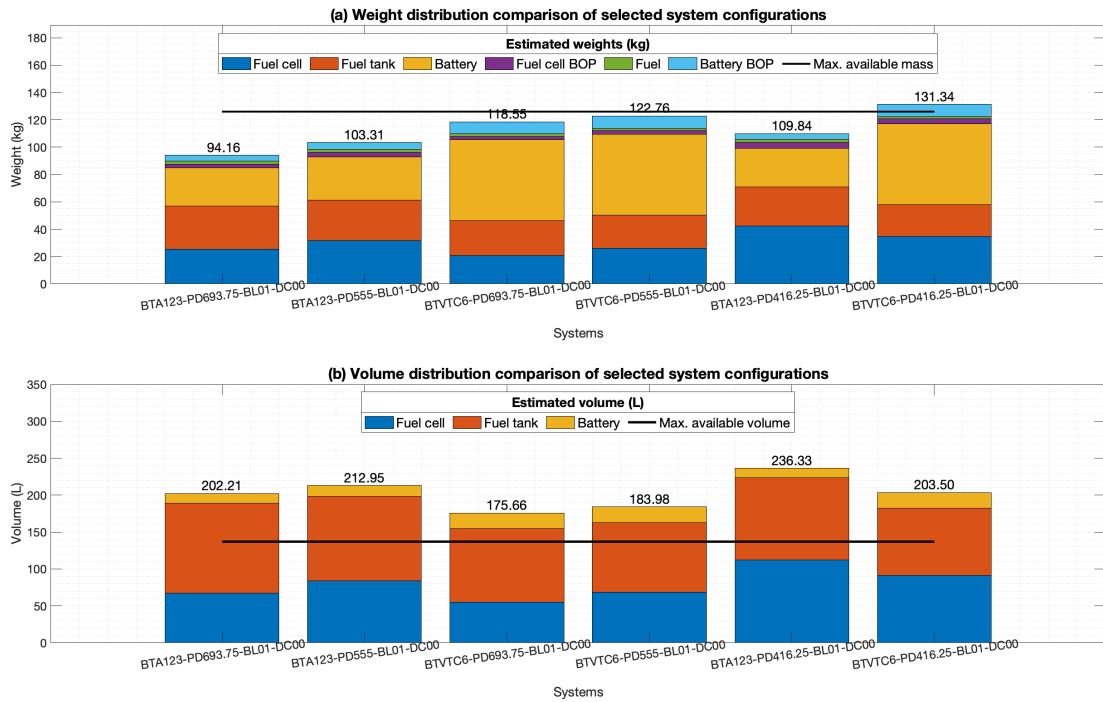 (a) Weight distribution comparison of selected system configurations
Estimated weights (kg)
Fuel cell Fuel tank Battery Fuel cell BOP Fuel Battery BOP Max. available mass
Weight (kg)
180
160
140
120
100
80
60
40
20
0
94.16
103.31
118.55
122.76
109.84
131.34
BTA123-PD693.75-BL01-DC00
BTA123-PD555-BL01-DC00
BTVTC6-PD693.75-BL01-DC00
BTVTC6-PD555-BL01-DC00
BTA123-PD416.25-BL01-DC00
BTVTC6-PD416.25-BL01-DC00
Systems
(b) Volume distribution comparison of selected system configurations
Estimated volume (L)
Fuel cell Fuel tank Battery Max. available volume
Volume (L)
350
300
250
200
150
100
50
0
202.21
212.95
175.66
183.98
236.33
203.50
BTA123-PD693.75-BL01-DC00
BTA123-PD555-BL01-DC00
BTVTC6-PD693.75-BL01-DC00
BTVTC6-PD555-BL01-DC00
BTA123-PD416.25-BL01-DC00
BTVTC6-PD416.25-BL01-DC00
Systems